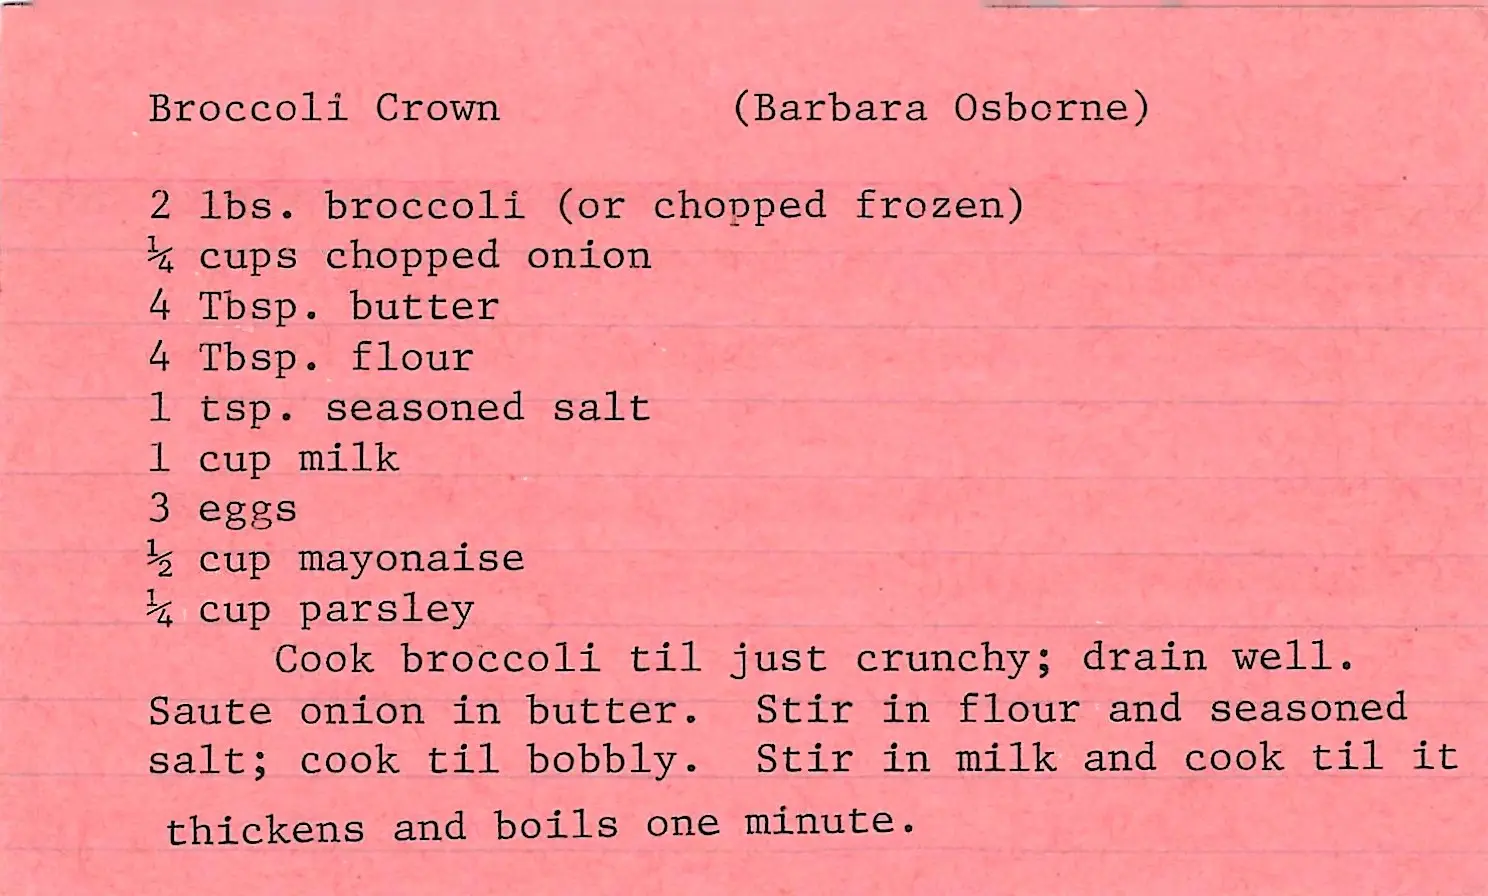 Broccoli Crown (Barbara Osborne)
2 lbs. broccoli (or chopped frozen)
¼ cups chopped onion
4 Tbsp. butter
4 Tbsp. flour
1 tsp. seasoned salt
1 cup milk
3 eggs
½ cup mayonaise
¼ cup parsley
Cook broccoli til just crunchy; drain well.
Saute onion in butter. Stir in flour and seasoned
salt; cook til bobbly. Stir in milk and cook til it
thickens and boils one minute.